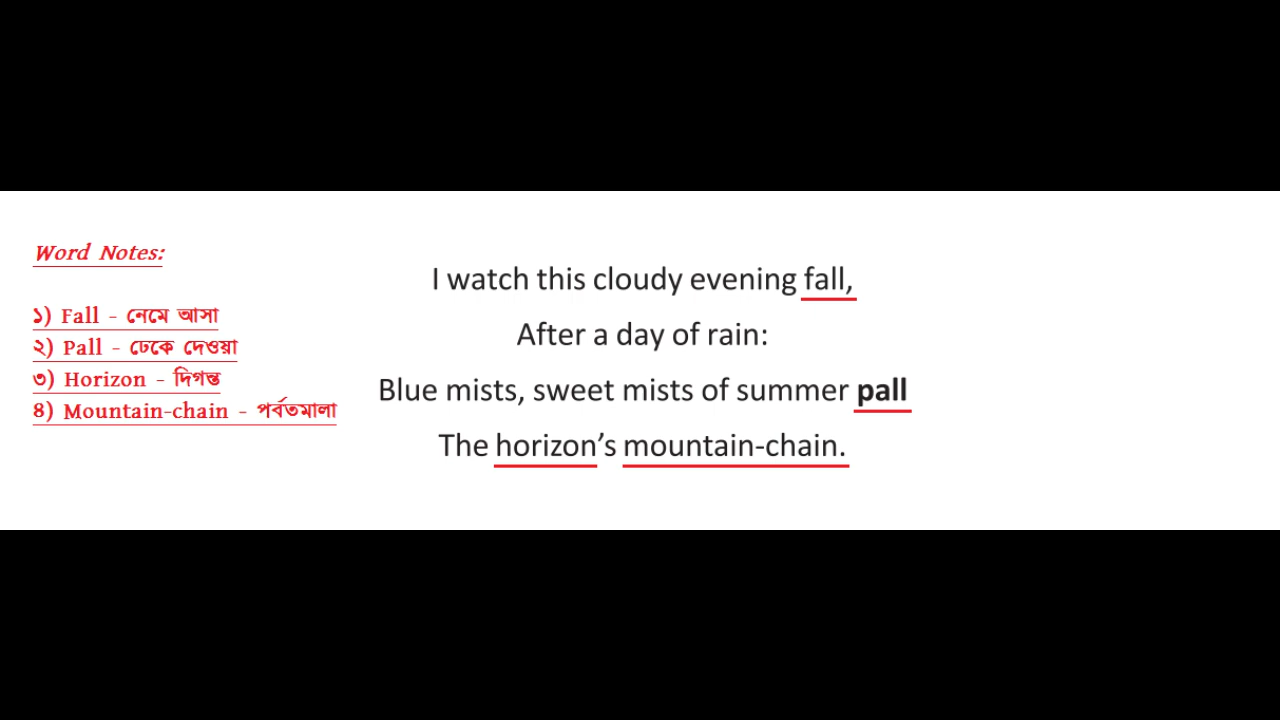 Word Notes:
১) Fall - নেমে আসা
২) Pall - ঢেকে দেওয়া
৩) Horizon - দিগন্ত
৪) Mountain-chain - পর্বতমালা
I watch this cloudy evening fall,
After a day of rain:
Blue mists, sweet mists of summer pall
The horizon’s mountain-chain.